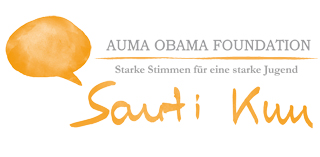 AUMA OBAMA FOUNDATION
Starke Stimmen für eine starke Jugend
Sauti Kuu